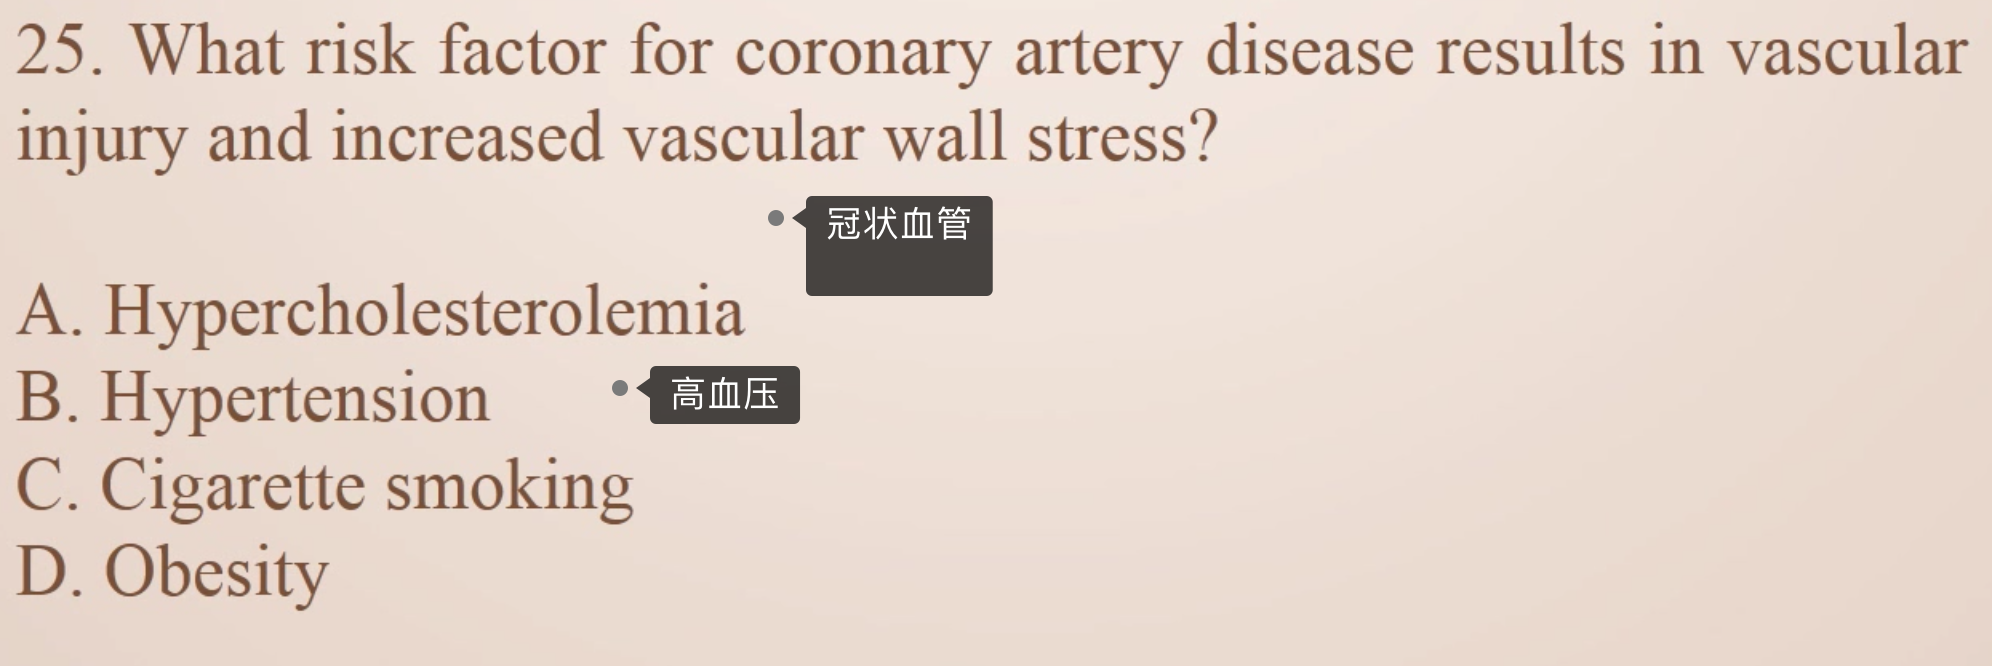 25. What risk factor for coronary artery disease results in vascular
injury and increased vascular wall stress?
冠状血管
A. Hypercholesterolemia
B. Hypertension
高血压
C. Cigarette smoking
D. Obesity